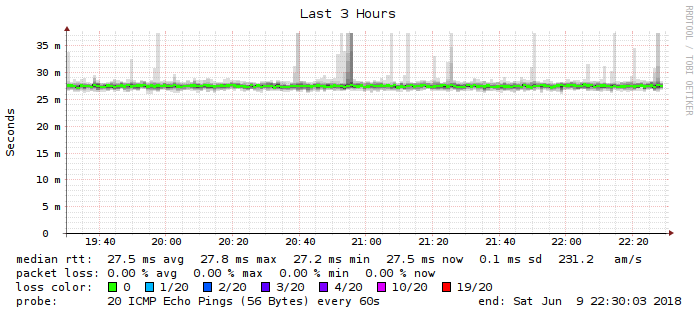 Last 3 Hours
RRDTOOL / TOBI OETIKER
Seconds
35 m
30 m
25 m
20 m
15 m
10 m
5 m
0
19:40 20:00 20:20 20:40 21:00 21:20 21:40 22:00 22:20
median rtt: 27.5 ms avg 27.8 ms max 27.2 ms min 27.5 ms now 0.1 ms sd 231.2 am/s
packet loss: 0.00 % avg 0.00 % max 0.00 % min 0.00 % now
loss color: 0 1/20 2/20 3/20 4/20 10/20 19/20
probe: 20 ICMP Echo Pings (56 Bytes) every 60s end: Sat Jun 9 22:30:03 2018